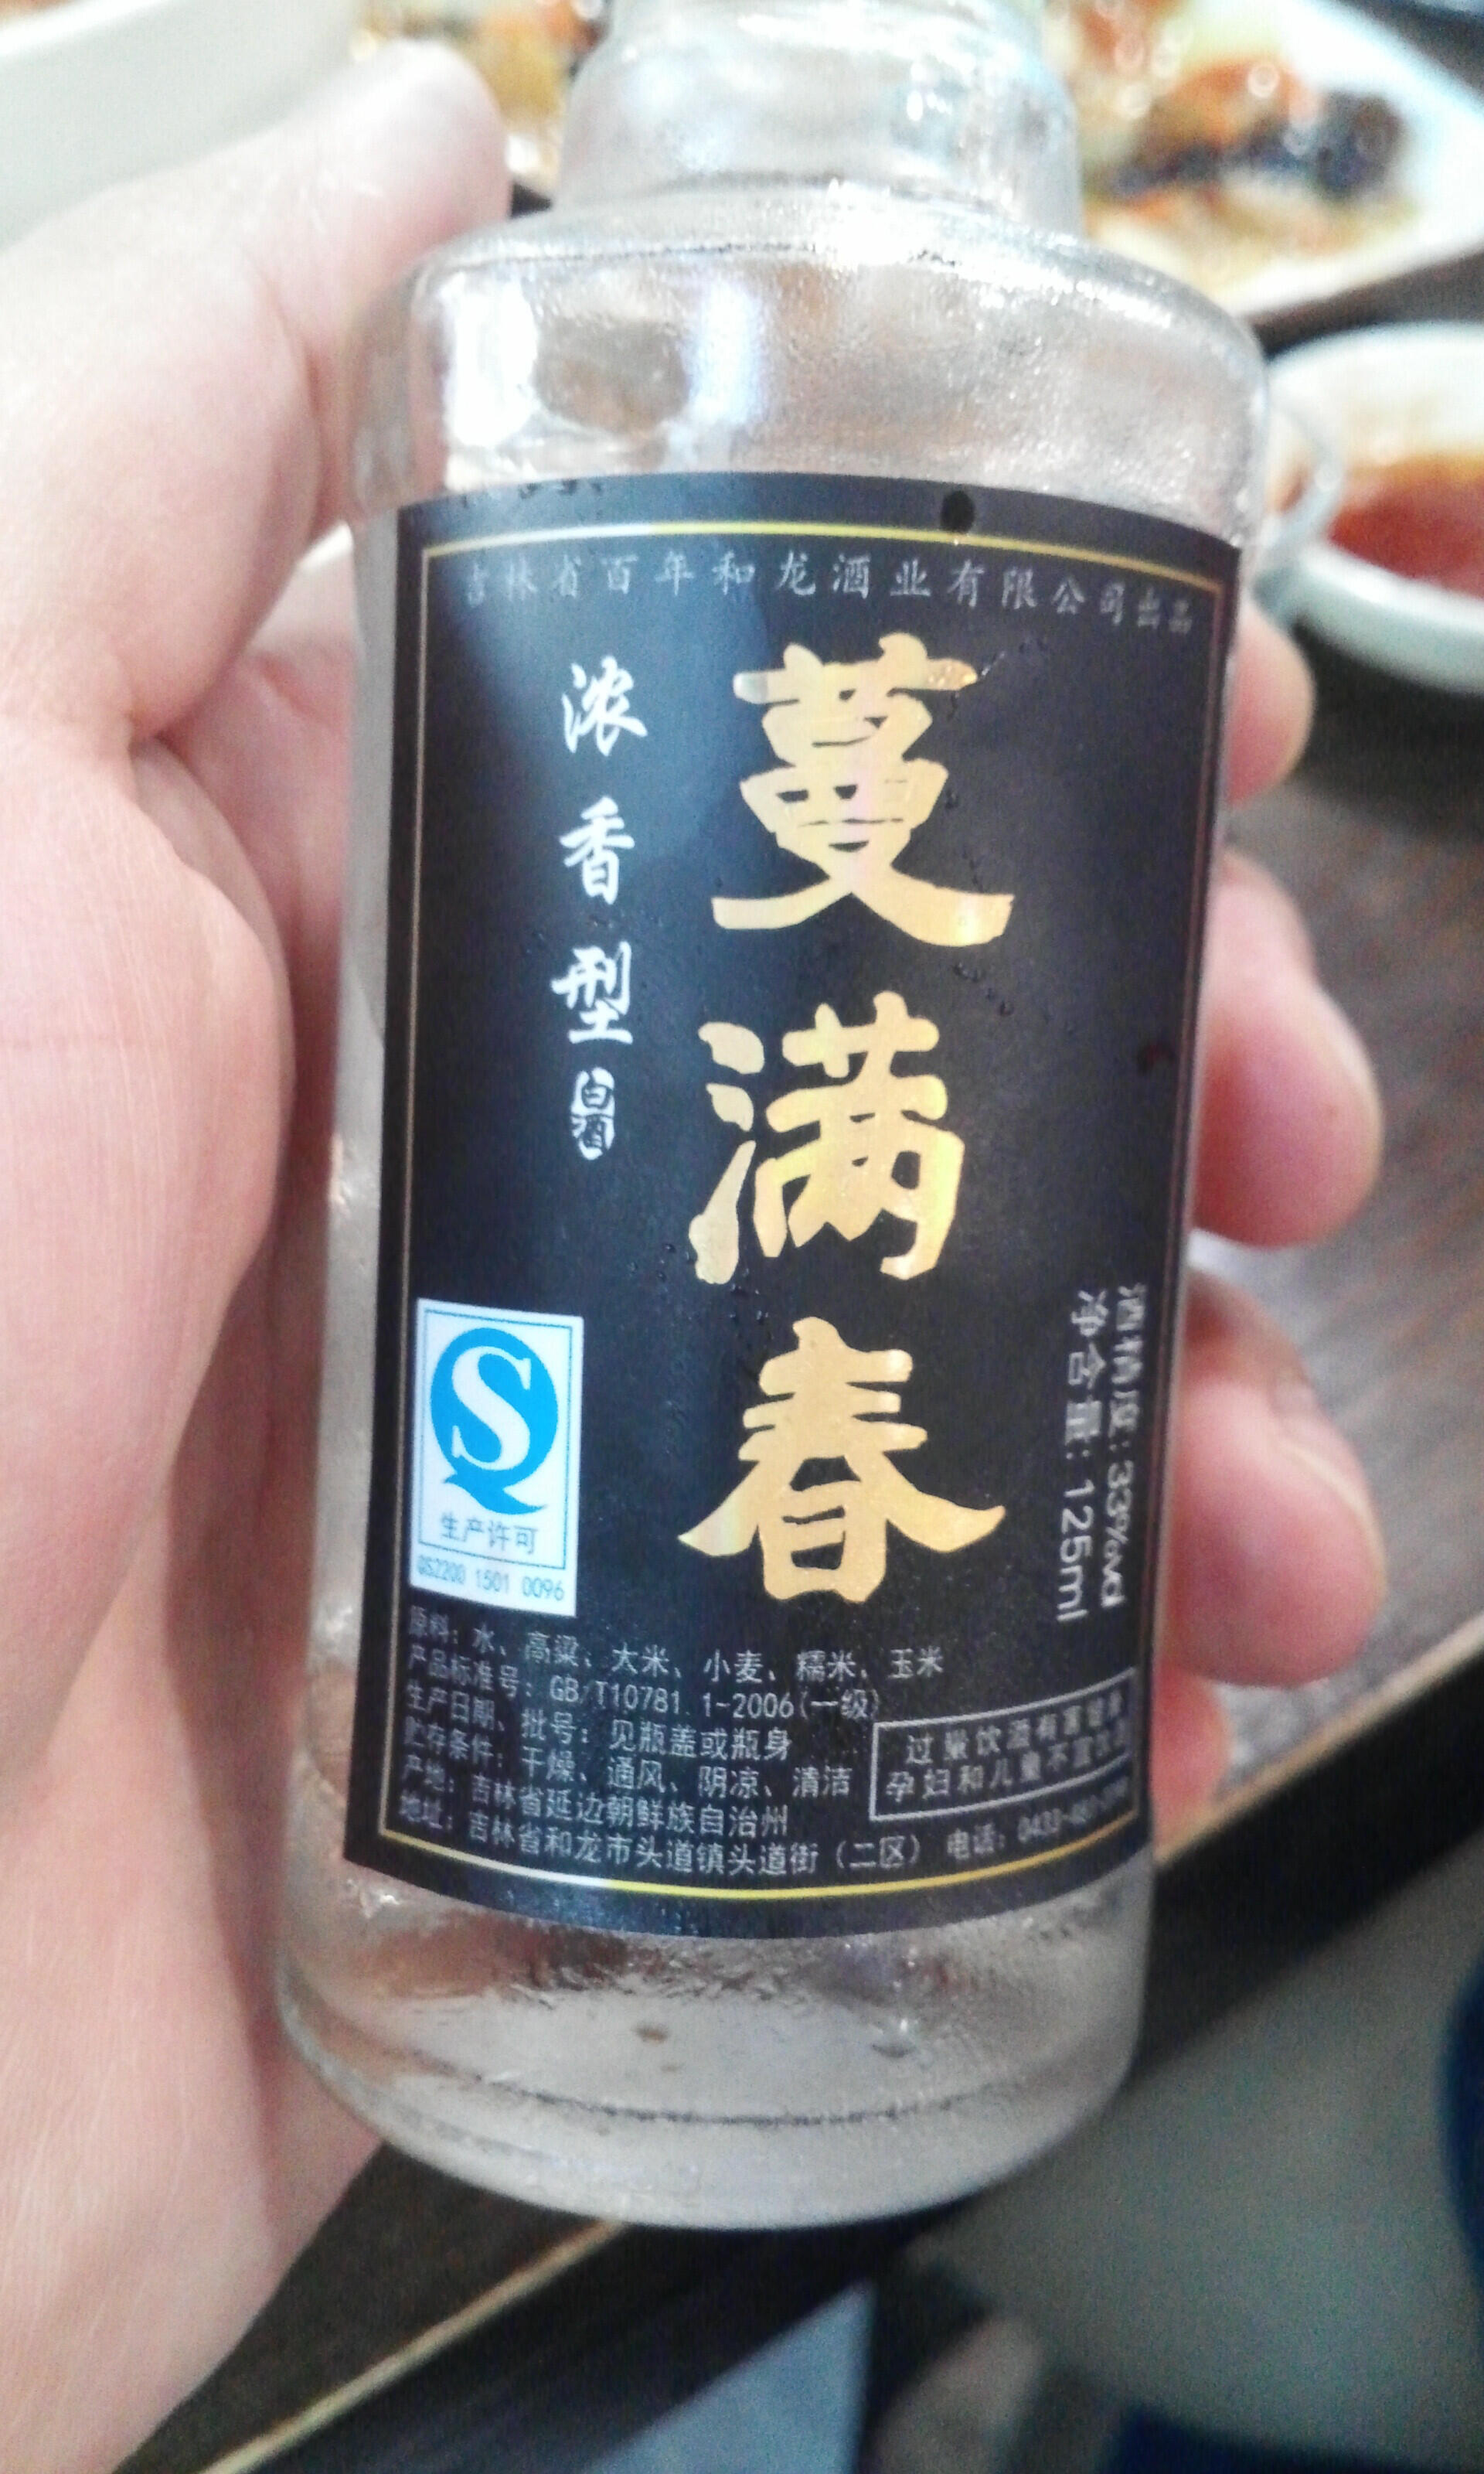 吉林省百年和龙酒业有限公司出品
蔓满春
浓香型白酒
酒精度:33%vol
净含量:125ml
生产许可
QS2200 1501 0096
原料:水、高粱、大米、小麦、糯米、玉米
产品标准号:GB/T10781.1-2006(一级)
生产日期、批号:见瓶盖或瓶身
贮存条件:干燥、通风、阴凉、清洁
产地:吉林省延边朝鲜族自治州
地址:吉林省和龙市头道镇头道街(二区) 电话:
过量饮酒有害健康
孕妇和儿童不宜饮酒